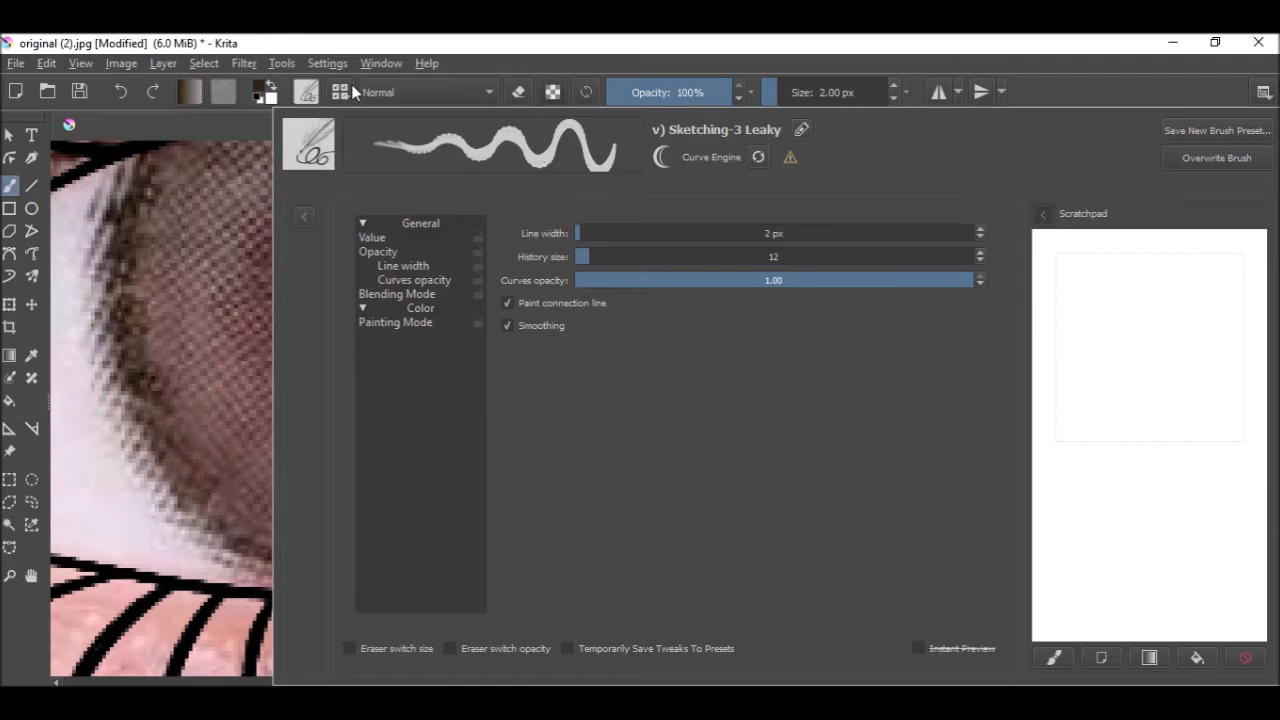 original (2).jpg [Modified] (6.0 MiB) * - Krita
File Edit View Image Layer Select Filter Tools Settings Window Help
Normal Opacity: 100% Size: 2.00 px
v) Sketching-3 Leaky
Save New Brush Preset...
Curve Engine
Overwrite Brush
Scratchpad
General
Value
Opacity
Line width
Curves opacity
Blending Mode
Color
Painting Mode
Line width: 2 px
History size: 12
Curves opacity: 1.00
Paint connection line
Smoothing
Eraser switch size Eraser switch opacity Temporarily Save Tweaks To Presets Instant Preview